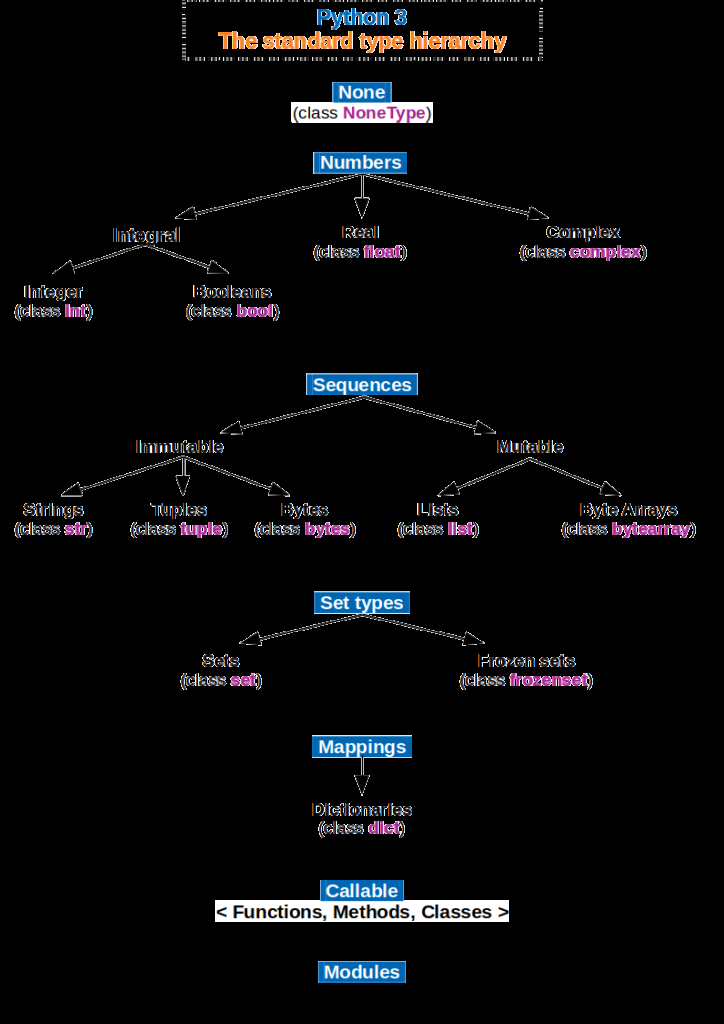 Python 3
The standard type hierarchy
None
(class NoneType)
Numbers
Integral
Real
(class float)
Complex
(class complex)
Integer
(class int)
Booleans
(class bool)
Sequences
Immutable
Mutable
Strings
(class str)
Tuples
(class tuple)
Bytes
(class bytes)
Lists
(class list)
Byte Arrays
(class bytearray)
Set types
Sets
(class set)
Frozen sets
(class frozenset)
Mappings
Dictionaries
(class dict)
Callable
< Functions, Methods, Classes >
Modules